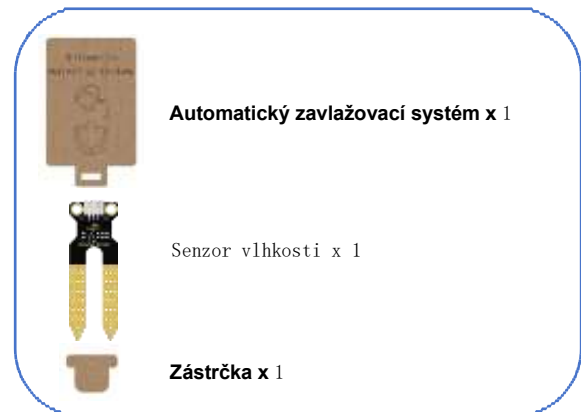 Automatický zavlažovací systém x 1
Senzor vlhkosti x 1
Zástrčka x 1